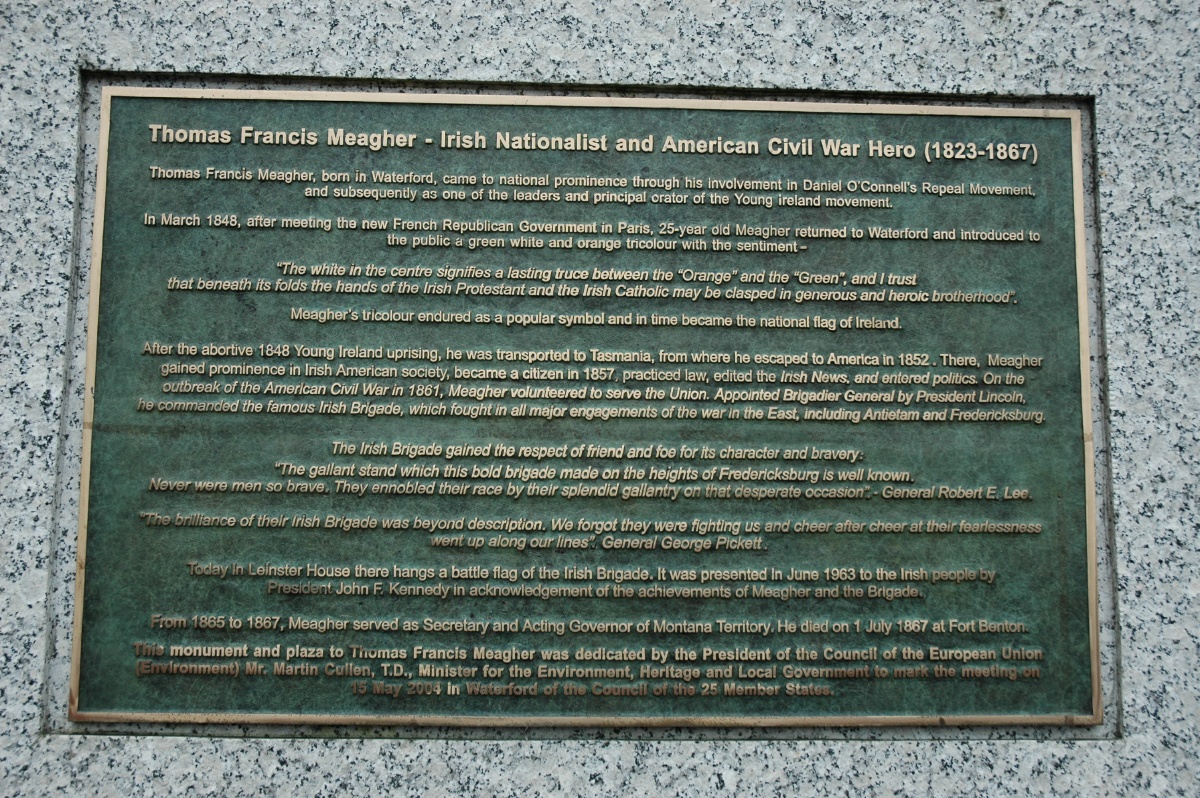 Thomas Francis Meagher - Irish Nationalist and American Civil War Hero (1823-1867)
Thomas Francis Meagher, born in Waterford, came to national prominence through his involvement in Daniel O'Connell's Repeal Movement,
and subsequently as one of the leaders and principal orator of the Young Ireland movement.
In March 1848, after meeting the new French Republican Government in Paris, 25-year old Meagher returned to Waterford and introduced to
the public a green white and orange tricolour with the sentiment –
"The white in the centre signifies a lasting truce between the "Orange" and the "Green", and I trust
that beneath its folds the hands of the Irish Protestant and the Irish Catholic may be clasped in generous and heroic brotherhood".
Meagher's tricolour endured as a popular symbol and in time became the national flag of Ireland.
After the abortive 1848 Young Ireland uprising, he was transported to Tasmania, from where he escaped to America in 1852 . There, Meagher
gained prominence in Irish American society, became a citizen in 1857, practiced law, edited the Irish News, and entered politics. On the
outbreak of the American Civil War in 1861, Meagher volunteered to serve the Union. Appointed Brigadier General by President Lincoln,
he commanded the famous Irish Brigade, which fought in all major engagements of the war in the East, including Antietam and Fredericksburg.
The Irish Brigade gained the respect of friend and foe for its character and bravery:
"The gallant stand which this bold brigade made on the heights of Fredericksburg is well known.
Never were men so brave. They ennobled their race by their splendid gallantry on that desperate occasion". - General Robert E. Lee.
"The brilliance of their Irish Brigade was beyond description. We forgot they were fighting us and cheer after cheer at their fearlessness
went up along our lines". General George Pickett.
Today in Leinster House there hangs a battle flag of the Irish Brigade. It was presented in June 1963 to the Irish people by
President John F. Kennedy in acknowledgement of the achievements of Meagher and the Brigade.
From 1865 to 1867, Meagher served as Secretary and Acting Governor of Montana Territory. He died on 1 July 1867 at Fort Benton.
This monument and plaza to Thomas Francis Meagher was dedicated by the President of the Council of the European Union
(Environment) Mr. Martin Cullen, T.D., Minister for the Environment, Heritage and Local Government to mark the meeting on
15 May 2004 in Waterford of the Council of the 25 Member States.